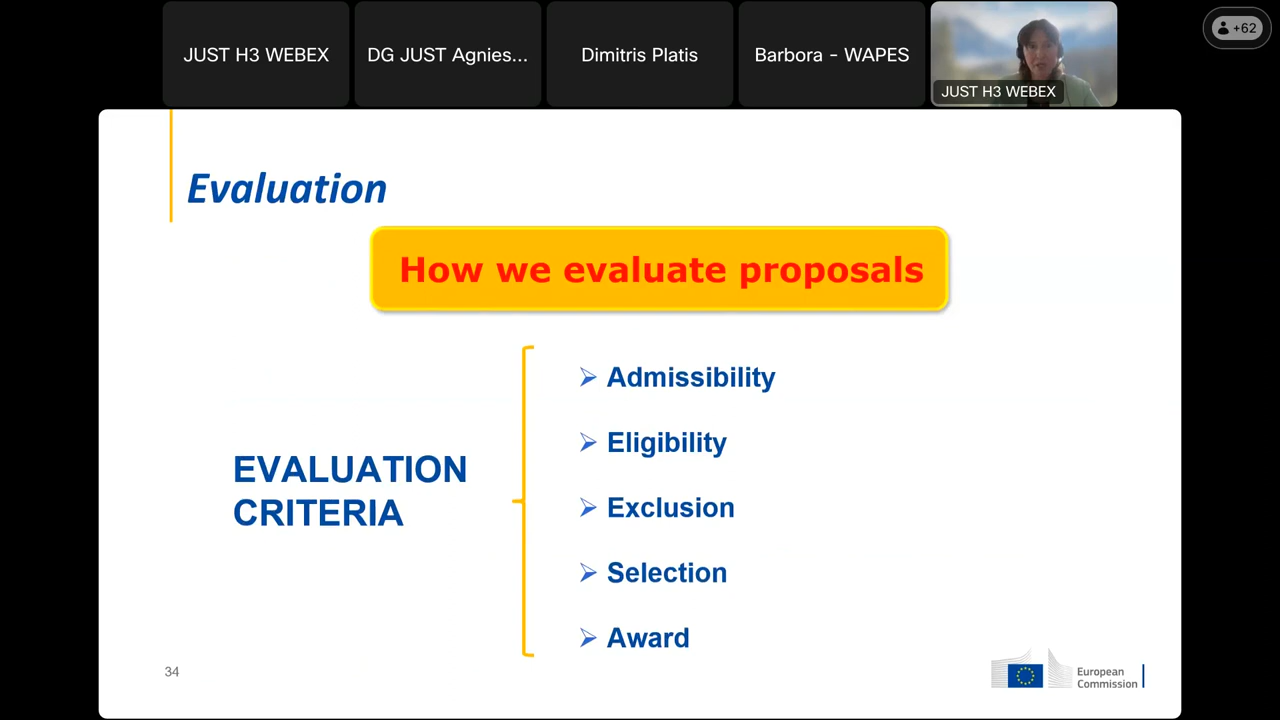 JUST H3 WEBEX
DG JUST Agnies...
Dimitris Platis
Barbora - WAPES
JUST H3 WEBEX
+62
Evaluation
How we evaluate proposals
EVALUATION
CRITERIA
Admissibility
Eligibility
Exclusion
Selection
Award
34
European
Commission